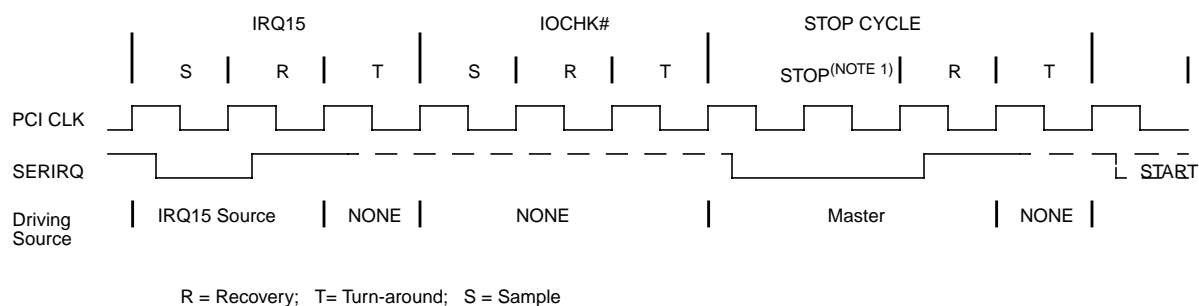 IRQ15 IOCHK# STOP CYCLE
S R T S R T STOP(NOTE 1) R T
PCI CLK
SERIRQ START
Driving Source IRQ15 Source NONE NONE Master NONE
R = Recovery; T= Turn-around; S = Sample